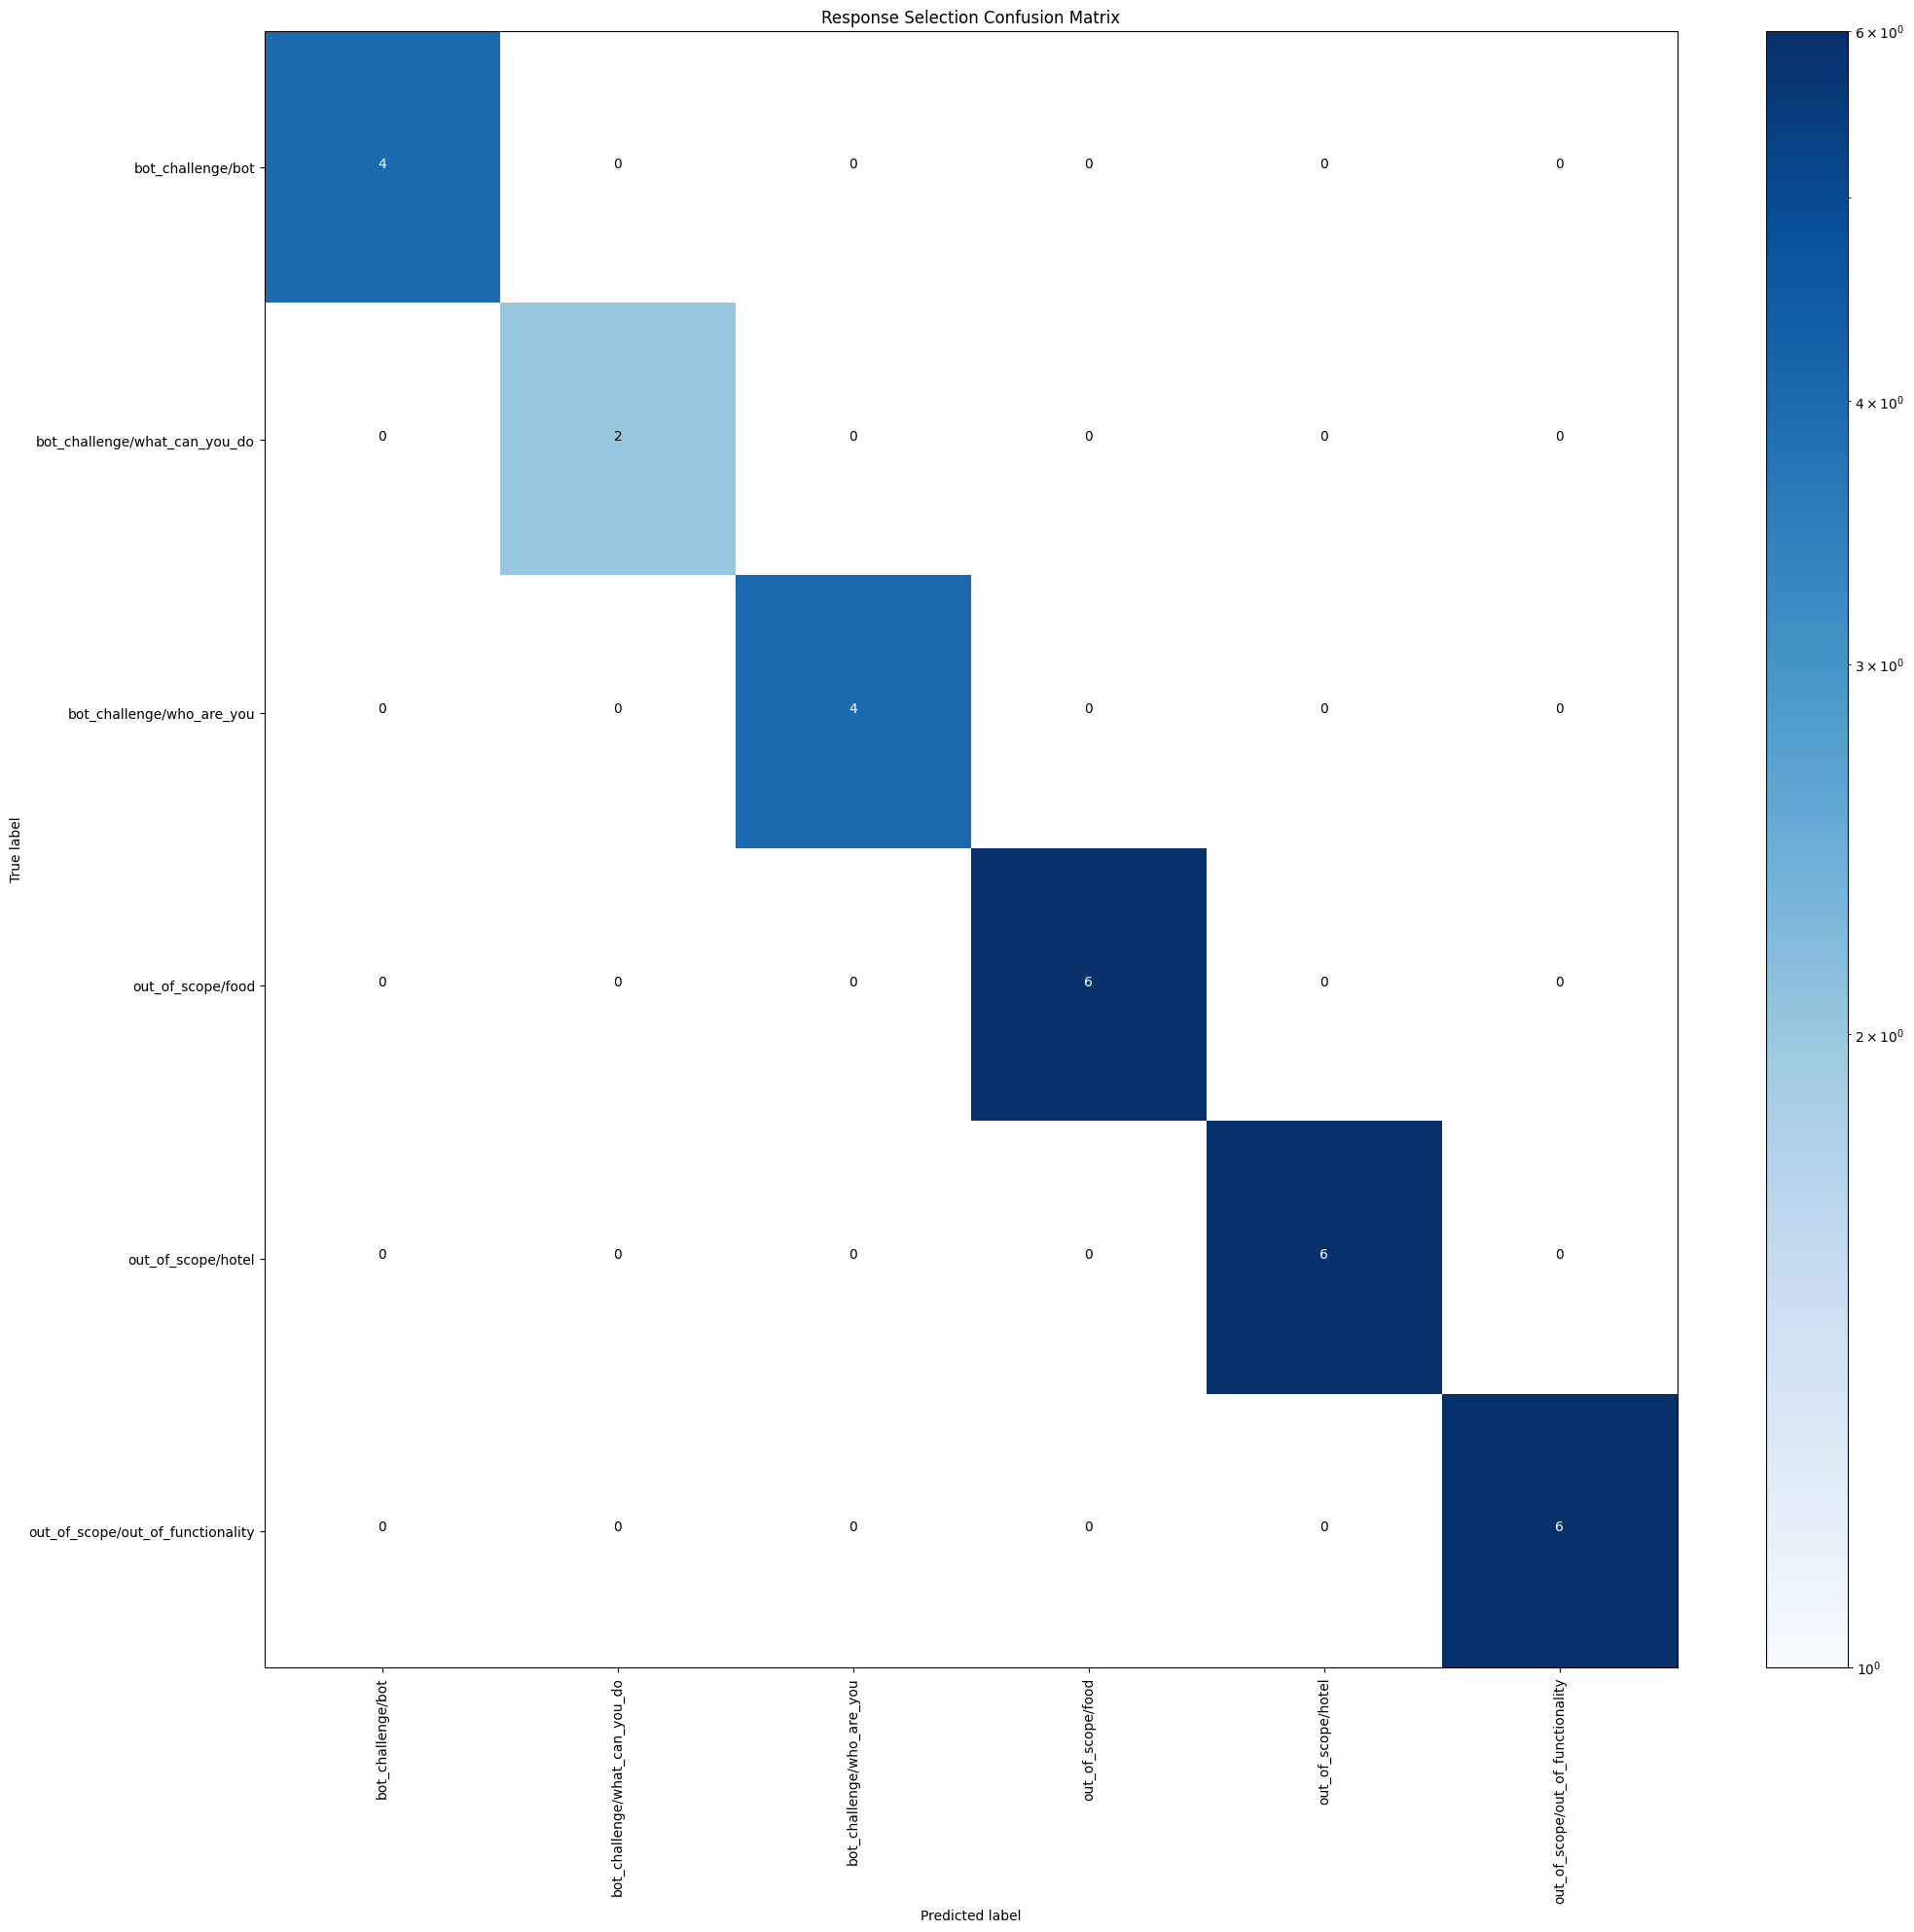 Response Selection Confusion Matrix
True label
bot_challenge/bot
4 0 0 0 0 0
bot_challenge/what_can_you_do
0 2 0 0 0 0
bot_challenge/who_are_you
0 0 4 0 0 0
out_of_scope/food
0 0 0 6 0 0
out_of_scope/hotel
0 0 0 0 6 0
out_of_scope/out_of_functionality
0 0 0 0 0 6
bot_challenge/bot
bot_challenge/what_can_you_do
bot_challenge/who_are_you
out_of_scope/food
out_of_scope/hotel
out_of_scope/out_of_functionality
Predicted label
6 × 10⁰
4 × 10⁰
3 × 10⁰
2 × 10⁰
10⁰